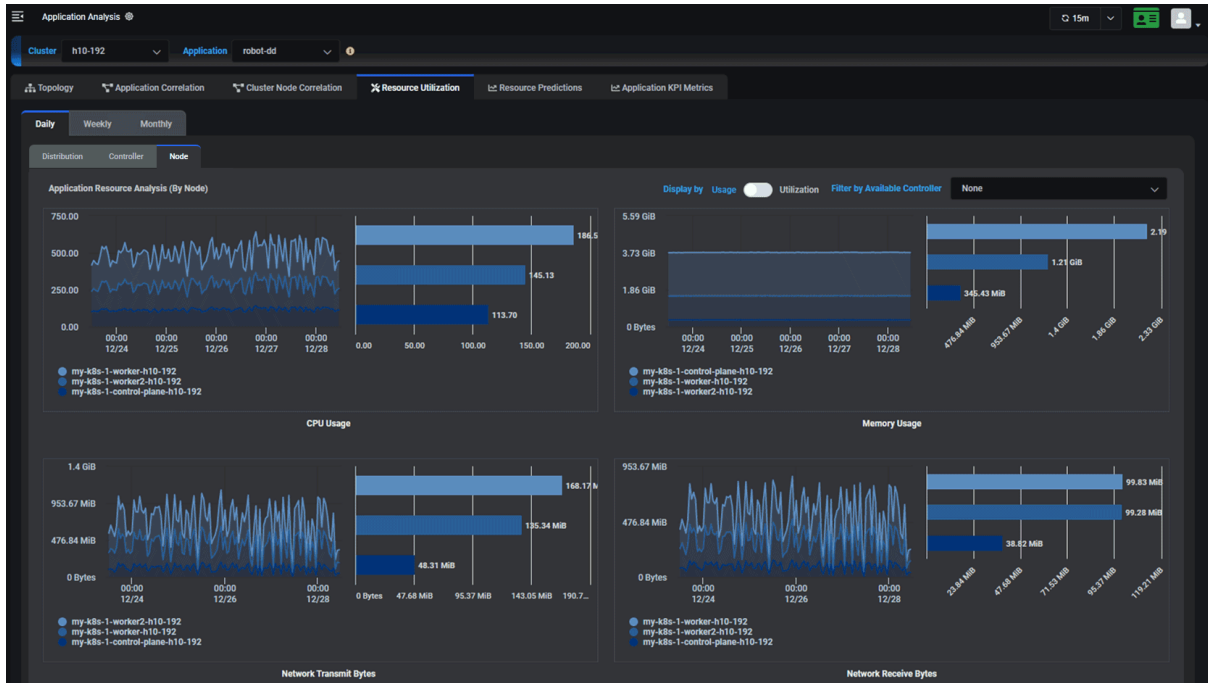 Application Analysis
15m
Cluster h10-192 Application robot-dd
Topology Application Correlation Cluster Node Correlation Resource Utilization Resource Predictions Application KPI Metrics
Daily Weekly Monthly
Distribution Controller Node
Application Resource Analysis (By Node)
Display by Usage Utilization Filter by Available Controller None
750.00
500.00
250.00
0.00
00:00 00:00 00:00 00:00 00:00
12/24 12/25 12/26 12/27 12/28
186.5
145.13
113.70
0.00 50.00 100.00 150.00 200.00
my-k8s-1-worker-h10-192
my-k8s-1-worker2-h10-192
my-k8s-1-control-plane-h10-192
CPU Usage
5.59 GiB
3.73 GiB
1.86 GiB
0 Bytes
00:00 00:00 00:00 00:00 00:00
12/24 12/25 12/26 12/27 12/28
2.19
1.21 GiB
345.43 MiB
476.84 MiB 953.67 MiB 1.4 GiB 1.86 GiB 2.33 GiB
my-k8s-1-control-plane-h10-192
my-k8s-1-worker-h10-192
my-k8s-1-worker2-h10-192
Memory Usage
1.4 GiB
953.67 MiB
476.84 MiB
0 Bytes
00:00 00:00 00:00
12/24 12/26 12/28
168.17 M
135.34 MiB
48.31 MiB
0 Bytes 47.68 MiB 95.37 MiB 143.05 MiB 190.7...
my-k8s-1-worker2-h10-192
my-k8s-1-worker-h10-192
my-k8s-1-control-plane-h10-192
Network Transmit Bytes
953.67 MiB
476.84 MiB
0 Bytes
00:00 00:00 00:00
12/24 12/26 12/28
99.83 MiB
99.28 MiB
38.82 MiB
23.84 MiB 47.68 MiB 71.53 MiB 95.37 MiB 119.21 MiB
my-k8s-1-worker-h10-192
my-k8s-1-worker2-h10-192
my-k8s-1-control-plane-h10-192
Network Receive Bytes